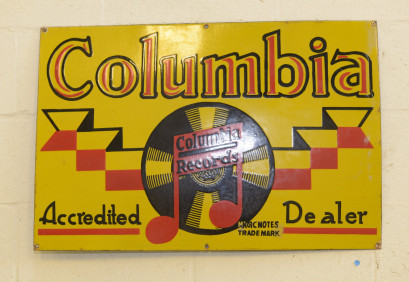 Columbia
Columbia
Records
Accredited Dealer
MAGIC NOTES
TRADE MARK